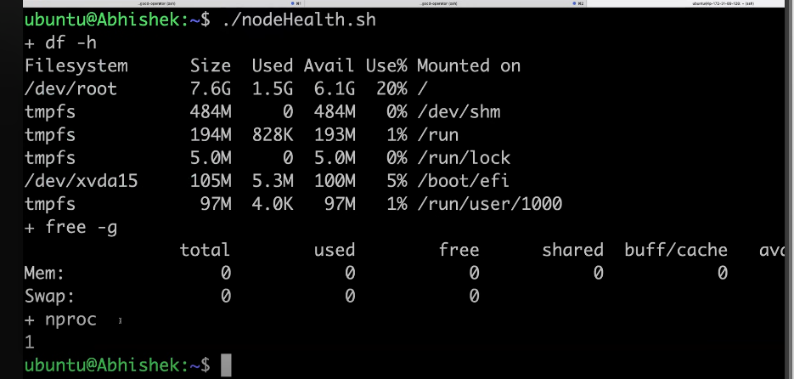 ubuntu@Abhishek:~$ ./nodeHealth.sh
+ df -h
Filesystem Size Used Avail Use% Mounted on
/dev/root 7.6G 1.5G 6.1G 20% /
tmpfs 484M 0 484M 0% /dev/shm
tmpfs 194M 828K 193M 1% /run
tmpfs 5.0M 0 5.0M 0% /run/lock
/dev/xvda15 105M 5.3M 100M 5% /boot/efi
tmpfs 97M 4.0K 97M 1% /run/user/1000
+ free -g
total used free shared buff/cache
Mem: 0 0 0 0 0
Swap: 0 0 0
+ nproc
1
ubuntu@Abhishek:~$